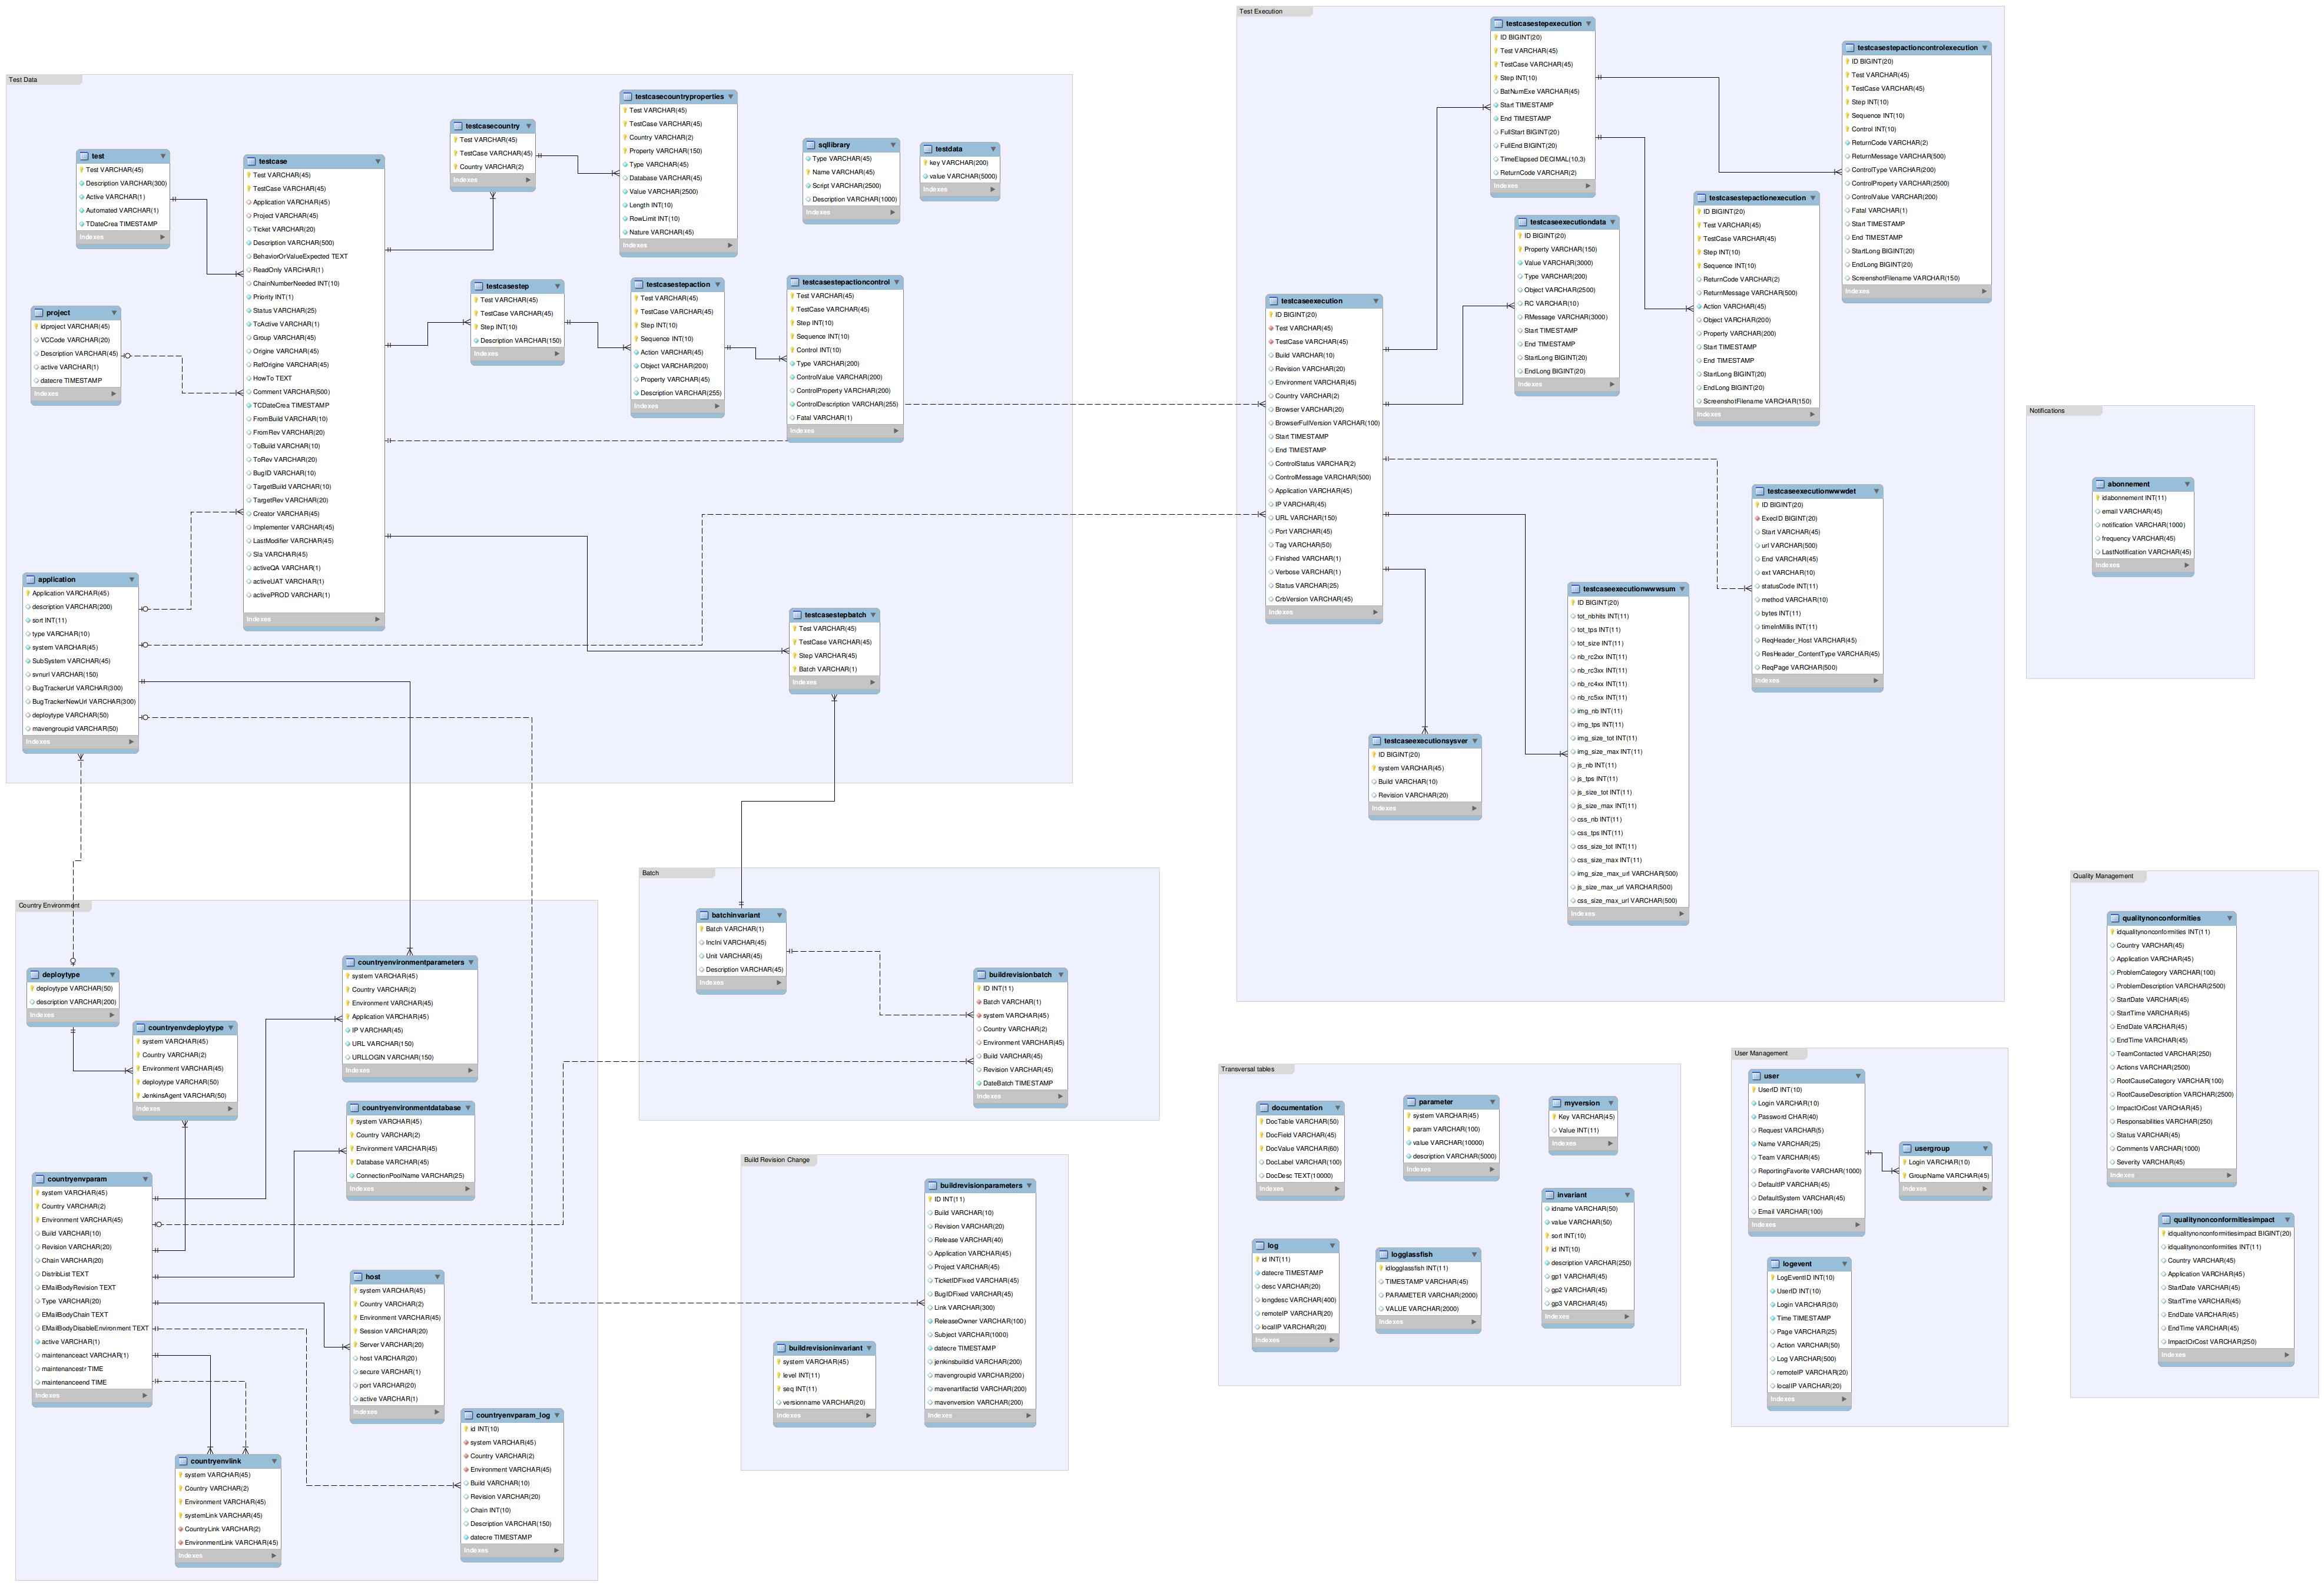 Test Data
test
Test VARCHAR(45)
Description VARCHAR(300)
Active VARCHAR(1)
Automated VARCHAR(1)
TDateCrea TIMESTAMP
Indexes
project
idproject VARCHAR(45)
VCCode VARCHAR(20)
Description VARCHAR(45)
active VARCHAR(1)
datecre TIMESTAMP
Indexes
application
Application VARCHAR(45)
description VARCHAR(200)
sort INT(11)
type VARCHAR(10)
system VARCHAR(45)
SubSystem VARCHAR(45)
svnurl VARCHAR(150)
BugTrackerUrl VARCHAR(300)
BugTrackerNewUrl VARCHAR(300)
deploytype VARCHAR(50)
mavengroupid VARCHAR(50)
Indexes
testcase
Test VARCHAR(45)
TestCase VARCHAR(45)
Application VARCHAR(45)
Project VARCHAR(45)
Ticket VARCHAR(20)
Description VARCHAR(500)
BehaviorOrValueExpected TEXT
ReadOnly VARCHAR(1)
ChainNumberNeeded INT(10)
Priority INT(1)
Status VARCHAR(25)
TcActive VARCHAR(1)
Group VARCHAR(45)
Origine VARCHAR(45)
RefOrigine VARCHAR(45)
HowTo TEXT
Comment VARCHAR(500)
TCDateCrea TIMESTAMP
FromBuild VARCHAR(10)
FromRev VARCHAR(20)
ToBuild VARCHAR(10)
ToRev VARCHAR(20)
BugID VARCHAR(10)
TargetBuild VARCHAR(10)
TargetRev VARCHAR(20)
Creator VARCHAR(45)
Implementer VARCHAR(45)
LastModifier VARCHAR(45)
Sla VARCHAR(45)
activeQA VARCHAR(1)
activeUAT VARCHAR(1)
activePROD VARCHAR(1)
Indexes
testcasecountry
Test VARCHAR(45)
TestCase VARCHAR(45)
Country VARCHAR(2)
Indexes
testcasecountryproperties
Test VARCHAR(45)
TestCase VARCHAR(45)
Country VARCHAR(2)
Property VARCHAR(150)
Type VARCHAR(45)
Database VARCHAR(45)
Value VARCHAR(2500)
Length INT(10)
RowLimit INT(10)
Nature VARCHAR(45)
Indexes
sqllibrary
Type VARCHAR(45)
Name VARCHAR(45)
Script VARCHAR(2500)
Description VARCHAR(1000)
Indexes
testdata
key VARCHAR(200)
value VARCHAR(5000)
Indexes
testcasestep
Test VARCHAR(45)
TestCase VARCHAR(45)
Step INT(10)
Description VARCHAR(150)
Indexes
testcasestepaction
Test VARCHAR(45)
TestCase VARCHAR(45)
Step INT(10)
Sequence INT(10)
Action VARCHAR(45)
Object VARCHAR(200)
Property VARCHAR(45)
Description VARCHAR(255)
Indexes
testcasestepactioncontrol
Test VARCHAR(45)
TestCase VARCHAR(45)
Step INT(10)
Sequence INT(10)
Control INT(10)
Type VARCHAR(200)
ControlValue VARCHAR(200)
ControlProperty VARCHAR(200)
ControlDescription VARCHAR(255)
Fatal VARCHAR(1)
Indexes
testcasestepbatch
Test VARCHAR(45)
TestCase VARCHAR(45)
Step VARCHAR(45)
Batch VARCHAR(1)
Indexes
Test Execution
testcasestepexecution
ID BIGINT(20)
Test VARCHAR(45)
TestCase VARCHAR(45)
Step INT(10)
BatNumExe VARCHAR(45)
Start TIMESTAMP
End TIMESTAMP
FullStart BIGINT(20)
FullEnd BIGINT(20)
TimeElapsed DECIMAL(10,3)
ReturnCode VARCHAR(2)
Indexes
testcasestepactioncontrolexecution
ID BIGINT(20)
Test VARCHAR(45)
TestCase VARCHAR(45)
Step INT(10)
Sequence INT(10)
Control INT(10)
ReturnCode VARCHAR(2)
ReturnMessage VARCHAR(500)
ControlType VARCHAR(200)
ControlProperty VARCHAR(2500)
ControlValue VARCHAR(200)
Fatal VARCHAR(1)
Start TIMESTAMP
End TIMESTAMP
StartLong BIGINT(20)
EndLong BIGINT(20)
ScreenshotFilename VARCHAR(150)
Indexes
testcasestepactionexecution
ID BIGINT(20)
Test VARCHAR(45)
TestCase VARCHAR(45)
Step INT(10)
Sequence INT(10)
ReturnCode VARCHAR(2)
ReturnMessage VARCHAR(500)
Action VARCHAR(45)
Object VARCHAR(200)
Property VARCHAR(200)
Start TIMESTAMP
End TIMESTAMP
StartLong BIGINT(20)
EndLong BIGINT(20)
ScreenshotFilename VARCHAR(150)
Indexes
testcaseexecutiondata
ID BIGINT(20)
Property VARCHAR(150)
Value VARCHAR(3000)
Type VARCHAR(200)
Object VARCHAR(2500)
RC VARCHAR(10)
RMessage VARCHAR(3000)
Start TIMESTAMP
End TIMESTAMP
StartLong BIGINT(20)
EndLong BIGINT(20)
Indexes
testcaseexecution
ID BIGINT(20)
Test VARCHAR(45)
TestCase VARCHAR(45)
Build VARCHAR(10)
Revision VARCHAR(20)
Environment VARCHAR(45)
Country VARCHAR(2)
Browser VARCHAR(20)
BrowserFullVersion VARCHAR(100)
Start TIMESTAMP
End TIMESTAMP
ControlStatus VARCHAR(2)
ControlMessage VARCHAR(500)
Application VARCHAR(45)
IP VARCHAR(45)
URL VARCHAR(150)
Port VARCHAR(45)
Tag VARCHAR(50)
Finished VARCHAR(1)
Verbose VARCHAR(1)
Status VARCHAR(25)
CrbVersion VARCHAR(45)
Indexes
testcaseexecutionwwwdet
ID BIGINT(20)
ExecID BIGINT(20)
Start VARCHAR(45)
url VARCHAR(500)
End VARCHAR(45)
ext VARCHAR(10)
statusCode INT(11)
method VARCHAR(10)
bytes INT(11)
timeInMillis INT(11)
ReqHeader_Host VARCHAR(45)
ResHeader_ContentType VARCHAR(45)
ReqPage VARCHAR(500)
Indexes
testcaseexecutionwwwsum
ID BIGINT(20)
tot_nbhits INT(11)
tot_tps INT(11)
tot_size INT(11)
nb_rc2xx INT(11)
nb_rc3xx INT(11)
nb_rc4xx INT(11)
nb_rc5xx INT(11)
img_nb INT(11)
img_tps INT(11)
img_size_tot INT(11)
img_size_max INT(11)
js_nb INT(11)
js_tps INT(11)
js_size_tot INT(11)
js_size_max INT(11)
css_nb INT(11)
css_tps INT(11)
css_size_tot INT(11)
css_size_max INT(11)
img_size_max_url VARCHAR(500)
js_size_max_url VARCHAR(500)
css_size_max_url VARCHAR(500)
Indexes
testcaseexecutionsysver
ID BIGINT(20)
system VARCHAR(45)
Build VARCHAR(10)
Revision VARCHAR(20)
Indexes
Notifications
abonnement
idabonnement INT(11)
email VARCHAR(45)
notification VARCHAR(1000)
frequency VARCHAR(45)
LastNotification VARCHAR(45)
Indexes
Country Environment
deploytype
deploytype VARCHAR(50)
description VARCHAR(200)
Indexes
countryenvdeploytype
system VARCHAR(45)
Country VARCHAR(2)
Environment VARCHAR(45)
deploytype VARCHAR(50)
JenkinsAgent VARCHAR(50)
Indexes
countryenvironmentparameters
system VARCHAR(45)
Country VARCHAR(2)
Environment VARCHAR(45)
Application VARCHAR(45)
IP VARCHAR(45)
URL VARCHAR(150)
URLLOGIN VARCHAR(150)
Indexes
countryenvironmentdatabase
system VARCHAR(45)
Country VARCHAR(2)
Environment VARCHAR(45)
Database VARCHAR(45)
ConnectionPoolName VARCHAR(25)
Indexes
countryenvparam
system VARCHAR(45)
Country VARCHAR(2)
Environment VARCHAR(45)
Build VARCHAR(10)
Revision VARCHAR(20)
Chain VARCHAR(20)
DistribList TEXT
EMailBodyRevision TEXT
Type VARCHAR(20)
EMailBodyChain TEXT
EMailBodyDisableEnvironment TEXT
active VARCHAR(1)
maintenanceact VARCHAR(1)
maintenancestr TIME
maintenanceend TIME
Indexes
host
system VARCHAR(45)
Country VARCHAR(2)
Environment VARCHAR(45)
Session VARCHAR(20)
Server VARCHAR(20)
host VARCHAR(20)
secure VARCHAR(1)
port VARCHAR(20)
active VARCHAR(1)
Indexes
countryenvlink
system VARCHAR(45)
Country VARCHAR(2)
Environment VARCHAR(45)
systemLink VARCHAR(45)
CountryLink VARCHAR(2)
EnvironmentLink VARCHAR(45)
Indexes
countryenvparam_log
id INT(10)
system VARCHAR(45)
Country VARCHAR(2)
Environment VARCHAR(45)
Build VARCHAR(10)
Revision VARCHAR(20)
Chain INT(10)
Description VARCHAR(150)
datecre TIMESTAMP
Indexes
Batch
batchinvariant
Batch VARCHAR(1)
IncIni VARCHAR(45)
Unit VARCHAR(45)
Description VARCHAR(45)
Indexes
buildrevisionbatch
ID INT(11)
Batch VARCHAR(1)
system VARCHAR(45)
Country VARCHAR(2)
Environment VARCHAR(45)
Build VARCHAR(45)
Revision VARCHAR(45)
DateBatch TIMESTAMP
Indexes
Build Revision Change
buildrevisioninvariant
system VARCHAR(45)
level INT(11)
seq INT(11)
versionname VARCHAR(20)
Indexes
buildrevisionparameters
ID INT(11)
Build VARCHAR(10)
Revision VARCHAR(20)
Release VARCHAR(40)
Application VARCHAR(45)
Project VARCHAR(45)
TicketIDFixed VARCHAR(45)
BugIDFixed VARCHAR(45)
Link VARCHAR(300)
ReleaseOwner VARCHAR(100)
Subject VARCHAR(1000)
datecre TIMESTAMP
jenkinsbuildid VARCHAR(200)
mavengroupid VARCHAR(200)
mavenartifactid VARCHAR(200)
mavenversion VARCHAR(200)
Indexes
Transversal tables
documentation
DocTable VARCHAR(50)
DocField VARCHAR(45)
DocValue VARCHAR(60)
DocLabel VARCHAR(100)
DocDesc TEXT(10000)
Indexes
parameter
system VARCHAR(45)
param VARCHAR(100)
value VARCHAR(10000)
description VARCHAR(5000)
Indexes
myversion
Key VARCHAR(45)
Value INT(11)
Indexes
log
id INT(11)
datecre TIMESTAMP
desc VARCHAR(20)
longdesc VARCHAR(400)
remoteIP VARCHAR(20)
localIP VARCHAR(20)
Indexes
logglassfish
idlogglassfish INT(11)
TIMESTAMP VARCHAR(45)
PARAMETER VARCHAR(2000)
VALUE VARCHAR(2000)
Indexes
invariant
idname VARCHAR(50)
value VARCHAR(50)
sort INT(10)
id INT(10)
description VARCHAR(250)
gp1 VARCHAR(45)
gp2 VARCHAR(45)
gp3 VARCHAR(45)
Indexes
User Management
user
UserID INT(10)
Login VARCHAR(10)
Password CHAR(40)
Request VARCHAR(5)
Name VARCHAR(25)
Team VARCHAR(45)
ReportingFavorite VARCHAR(1000)
DefaultIP VARCHAR(45)
DefaultSystem VARCHAR(45)
Email VARCHAR(100)
Indexes
usergroup
Login VARCHAR(10)
GroupName VARCHAR(45)
Indexes
logevent
LogEventID INT(10)
UserID INT(10)
Login VARCHAR(30)
Time TIMESTAMP
Page VARCHAR(25)
Action VARCHAR(50)
Log VARCHAR(500)
remoteIP VARCHAR(20)
localIP VARCHAR(20)
Indexes
Quality Management
qualitynonconformities
idqualitynonconformities INT(11)
Country VARCHAR(45)
Application VARCHAR(45)
ProblemCategory VARCHAR(100)
ProblemDescription VARCHAR(2500)
StartDate VARCHAR(45)
StartTime VARCHAR(45)
EndDate VARCHAR(45)
EndTime VARCHAR(45)
TeamContacted VARCHAR(250)
Actions VARCHAR(2500)
RootCauseCategory VARCHAR(100)
RootCauseDescription VARCHAR(2500)
ImpactOrCost VARCHAR(45)
Responsabilities VARCHAR(250)
Status VARCHAR(45)
Comments VARCHAR(1000)
Severity VARCHAR(45)
Indexes
qualitynonconformitiesimpact
idqualitynonconformitiesimpact BIGINT(20)
idqualitynonconformities INT(11)
Country VARCHAR(45)
Application VARCHAR(45)
StartDate VARCHAR(45)
StartTime VARCHAR(45)
EndDate VARCHAR(45)
EndTime VARCHAR(45)
ImpactOrCost VARCHAR(250)
Indexes